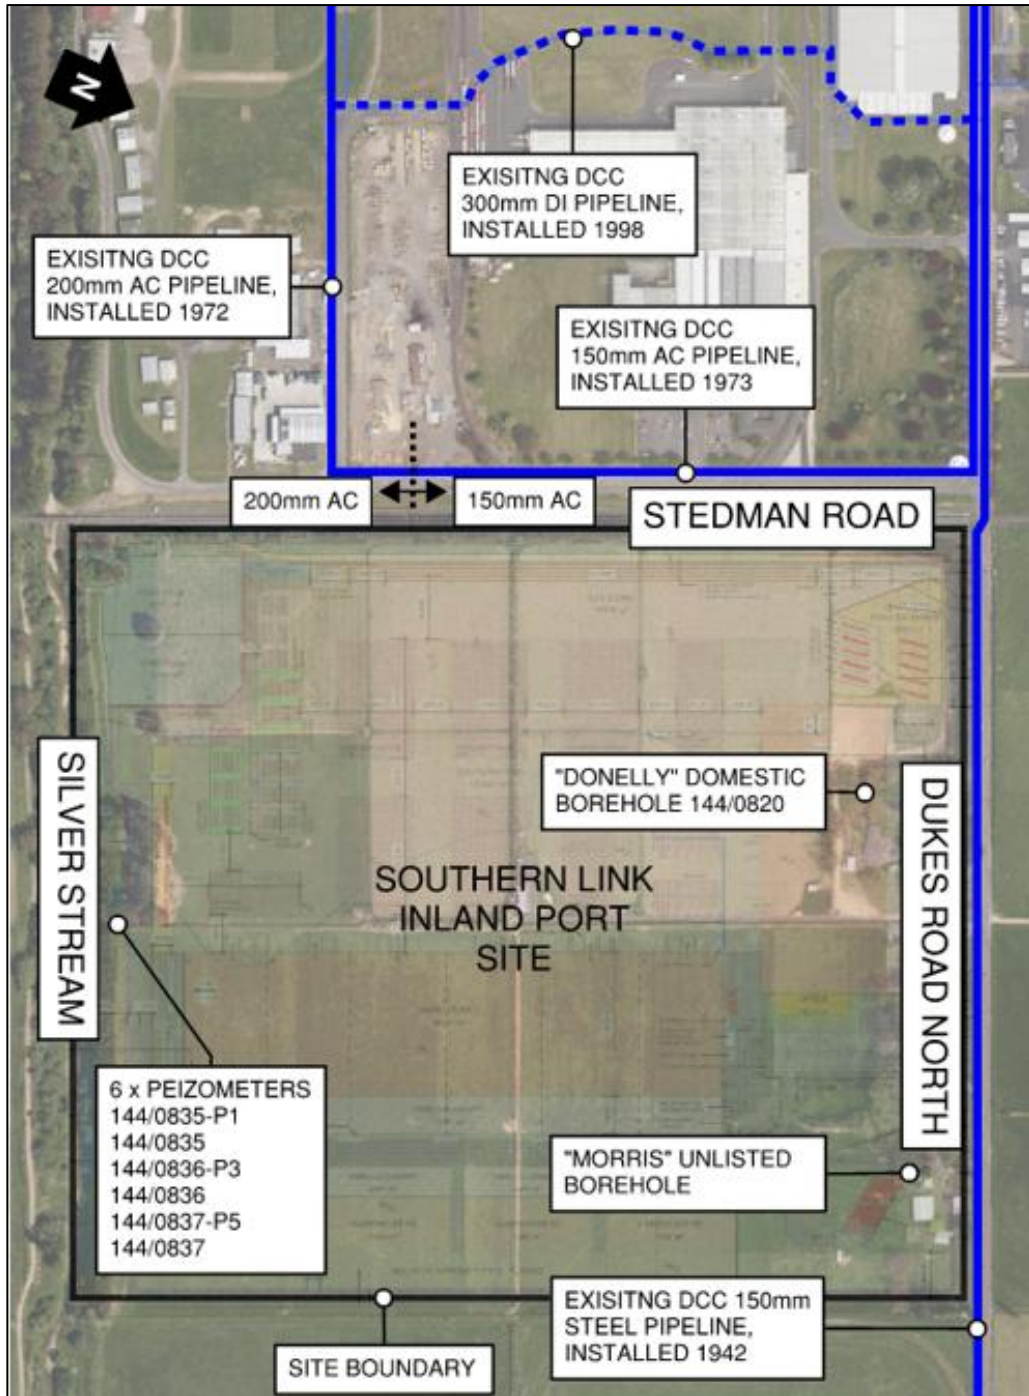 N
EXISITNG DCC
300mm DI PIPELINE,
INSTALLED 1998
EXISITNG DCC
200mm AC PIPELINE,
INSTALLED 1972
EXISITNG DCC
150mm AC PIPELINE,
INSTALLED 1973
200mm AC
150mm AC
STEDMAN ROAD
SILVER STREAM
"DONELLY" DOMESTIC
BOREHOLE 144/0820
DUKES ROAD NORTH
SOUTHERN LINK
INLAND PORT
SITE
6 x PEIZOMETERS
144/0835-P1
144/0835
144/0836-P3
144/0836
144/0837-P5
144/0837
"MORRIS" UNLISTED
BOREHOLE
EXISITNG DCC 150mm
STEEL PIPELINE,
INSTALLED 1942
SITE BOUNDARY